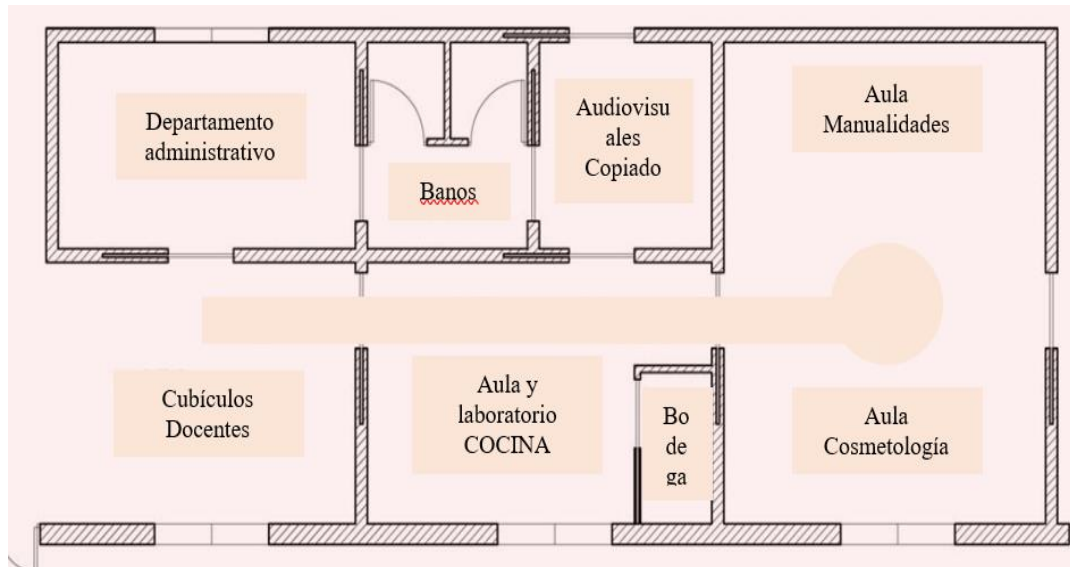 Departamento
administrativo
Banos
Audiovisu
ales
Copiado
Aula
Manualidades
Cubículos
Docentes
Aula y
laboratorio
COCINA
Bo
de
ga
Aula
Cosmetología